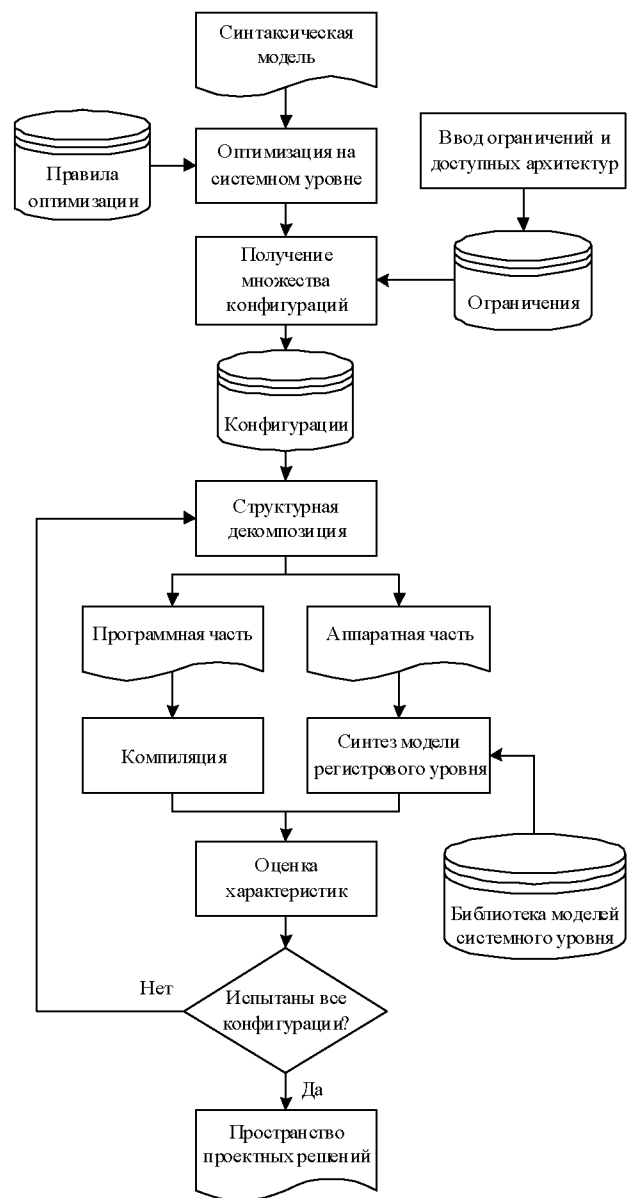 Синтаксическая
модель
Правила
оптимизации
Оптимизация на
системном уровне
Ввод ограничений и
доступных архитектур
Получение
множества
конфигураций
Ограничения
Конфигурации
Структурная
декомпозиция
Программная часть
Аппаратная часть
Компиляция
Синтез модели
регистрового уровня
Оценка
характеристик
Библиотека моделей
системного уровня
Нет
Испытаны все
конфигурации?
Да
Пространство
проектных решений